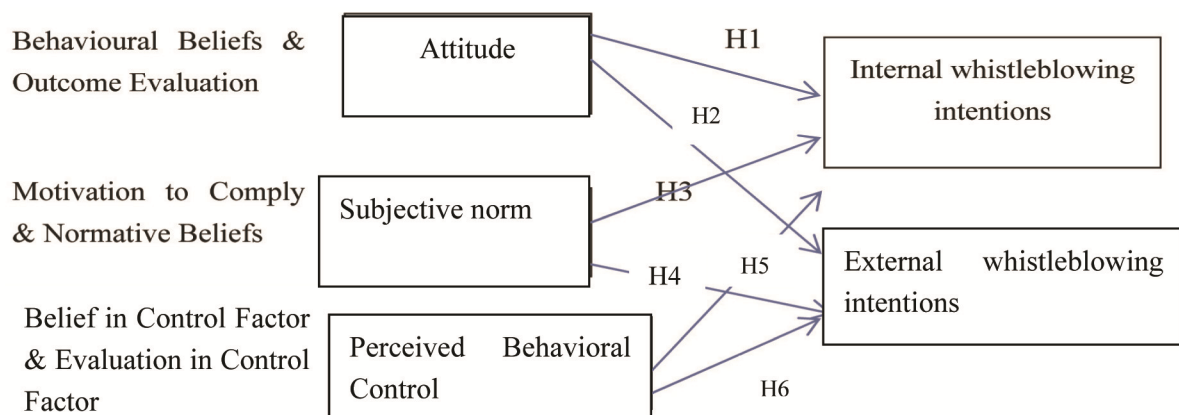 Behavioural Beliefs &
Outcome Evaluation
Attitude
H1
Internal whistleblowing
intentions
H2
Motivation to Comply
& Normative Beliefs
Subjective norm
H3
H4
H5
External whistleblowing
intentions
Belief in Control Factor
& Evaluation in Control
Factor
Perceived Behavioral
Control
H6